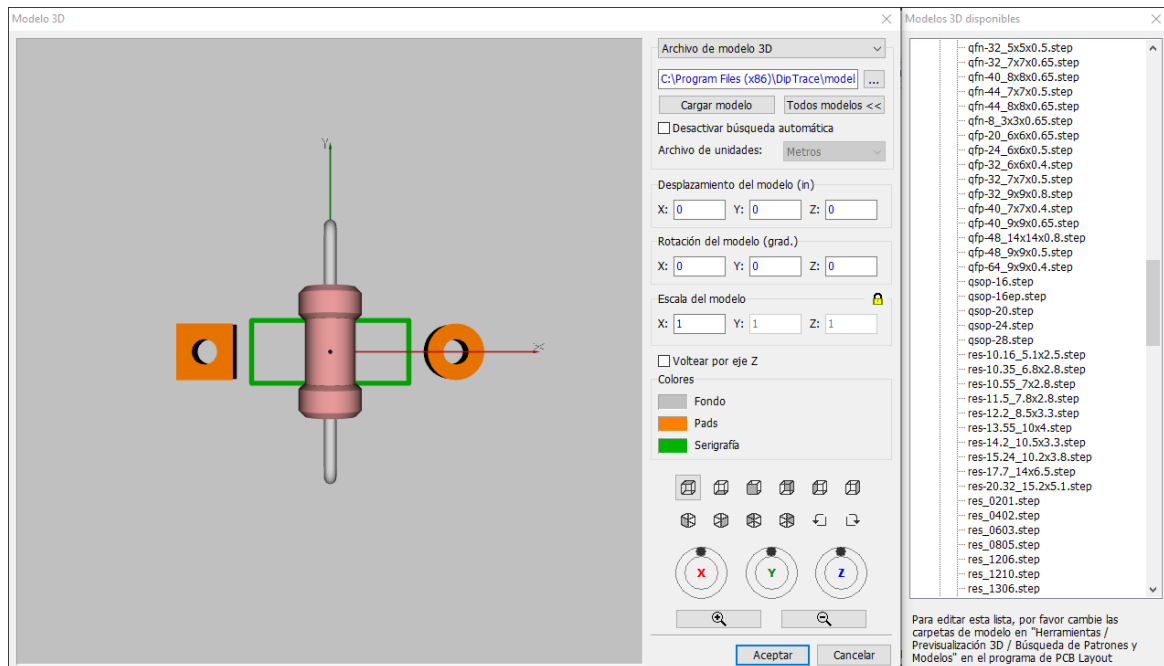 Modelo 3D
Y
X
Archivo de modelo 3D
C:\Program Files (x86)\DipTrace\model
...
Cargar modelo
Todos modelos <<
Desactivar búsqueda automática
Archivo de unidades:
Metros
Desplazamiento del modelo (in)
X: 0 Y: 0 Z: 0
Rotación del modelo (grad.)
X: 0 Y: 0 Z: 0
Escala del modelo
X: 1 Y: 1 Z: 1
Voltear por eje Z
Colores
Fondo
Pads
Serigrafía
X Y Z
Aceptar
Cancelar
Modelos 3D disponibles
qfn-32_5x5x0.5.step
qfn-32_7x7x0.65.step
qfn-40_8x8x0.65.step
qfn-44_7x7x0.5.step
qfn-44_8x8x0.65.step
qfn-8_3x3x0.65.step
qfp-20_6x6x0.65.step
qfp-24_6x6x0.5.step
qfp-32_6x6x0.4.step
qfp-32_7x7x0.5.step
qfp-32_9x9x0.8.step
qfp-40_7x7x0.4.step
qfp-40_9x9x0.65.step
qfp-48_14x14x0.8.step
qfp-48_9x9x0.5.step
qfp-64_9x9x0.4.step
qsop-16.step
qsop-16ep.step
qsop-20.step
qsop-24.step
qsop-28.step
res-10.16_5.1x2.5.step
res-10.35_6.8x2.8.step
res-10.55_7x2.8.step
res-11.5_7.8x2.8.step
res-12.2_8.5x3.3.step
res-13.55_10x4.step
res-14.2_10.5x3.3.step
res-15.24_10.2x3.8.step
res-17.7_14x6.5.step
res-20.32_15.2x5.1.step
res_0201.step
res_0402.step
res_0603.step
res_0805.step
res_1206.step
res_1210.step
res_1306.step
Para editar esta lista, por favor cambie las
carpetas de modelo en "Herramientas /
Previsualización 3D / Búsqueda de Patrones y
Modelos" en el programa de PCB Layout